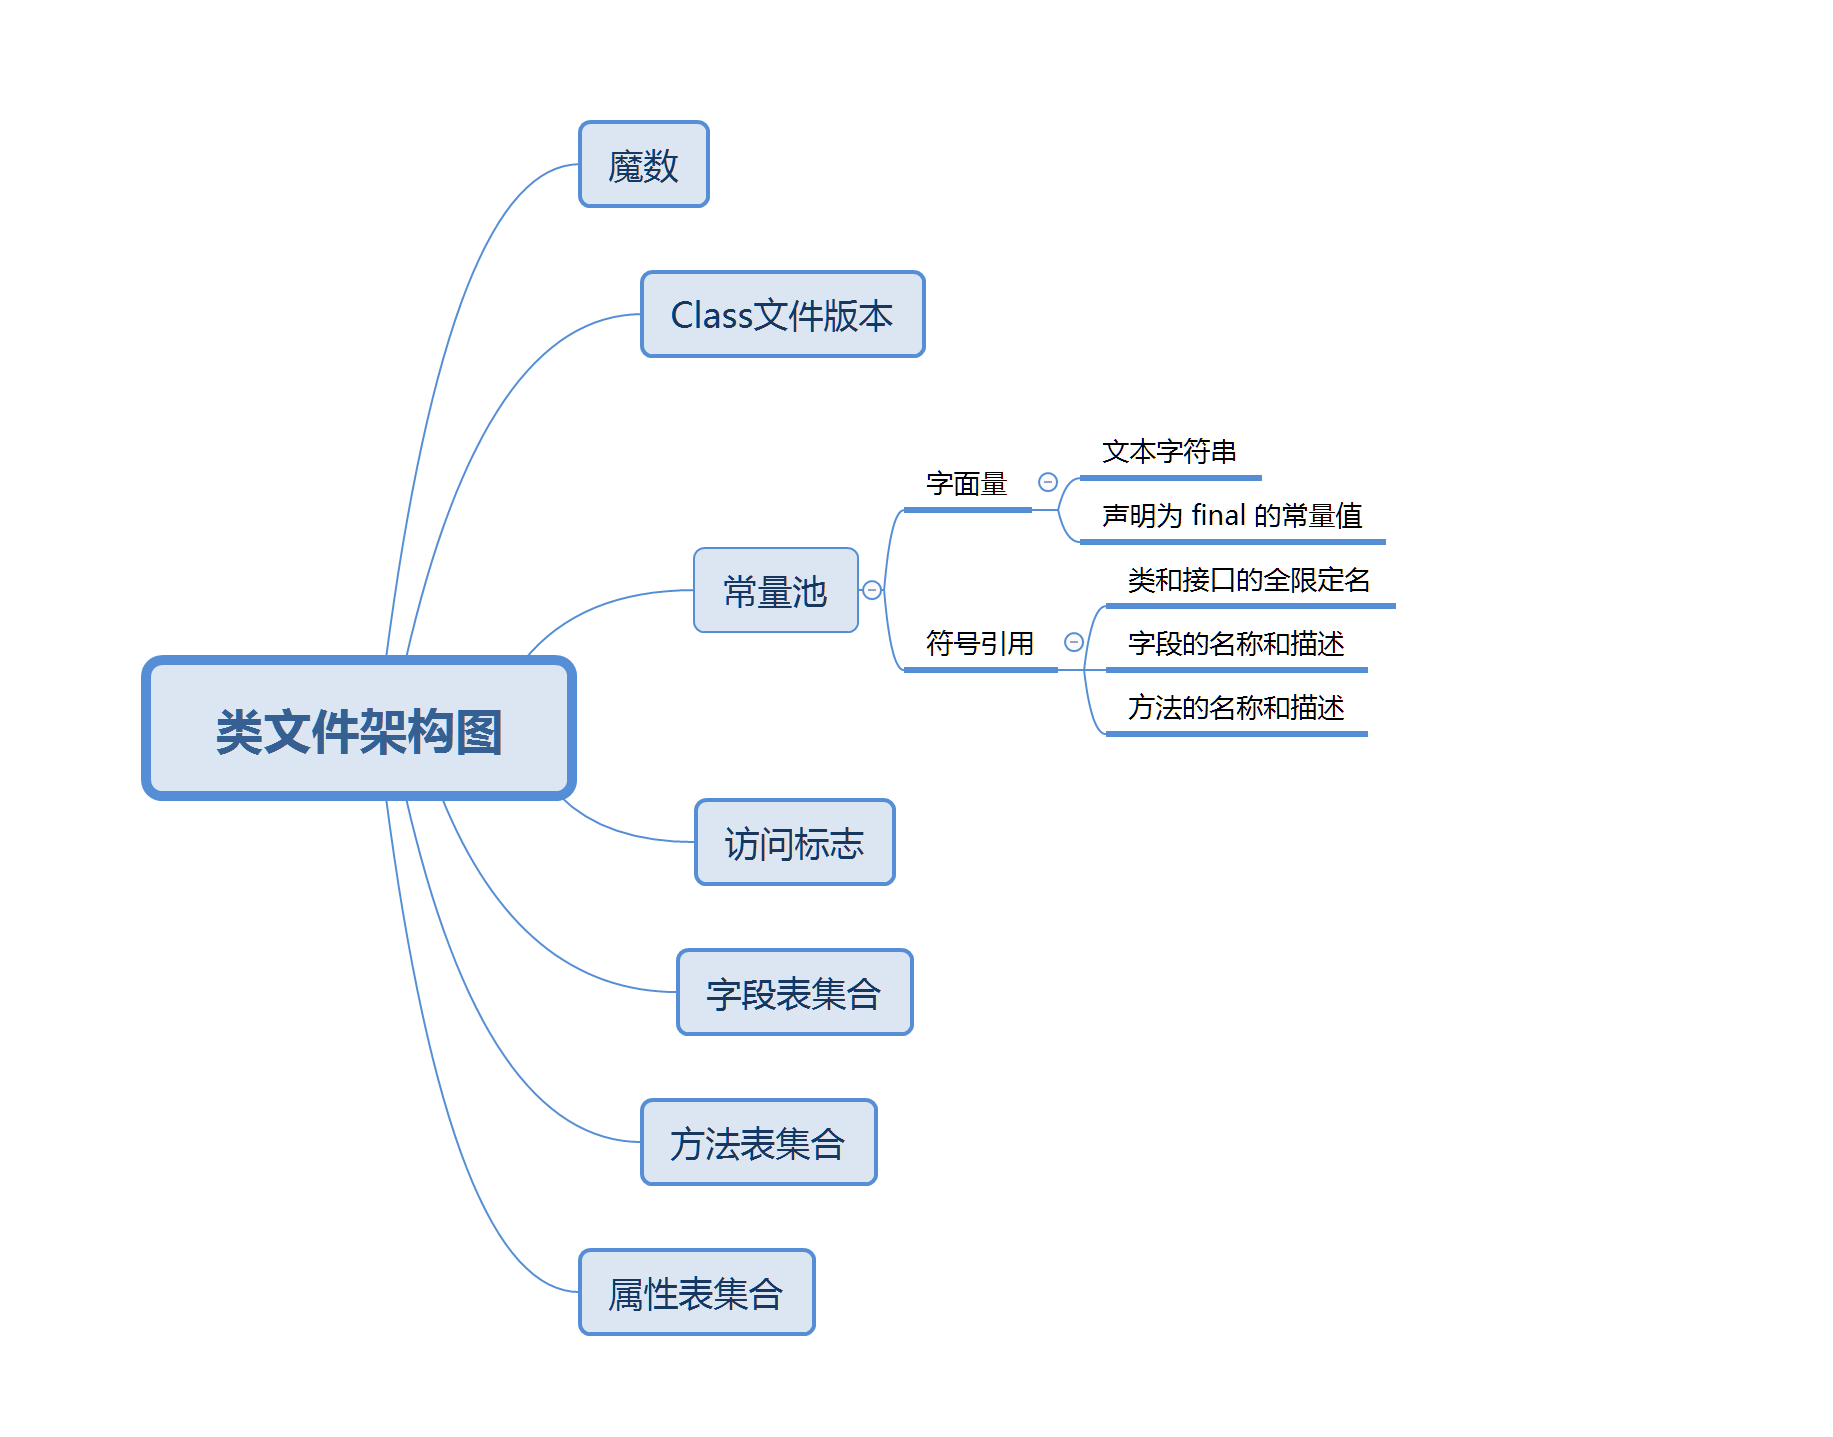 魔数
Class文件版本
文本字符串
字面量
声明为 final 的常量值
常量池
类和接口的全限定名
符号引用
字段的名称和描述
方法的名称和描述
类文件架构图
访问标志
字段表集合
方法表集合
属性表集合